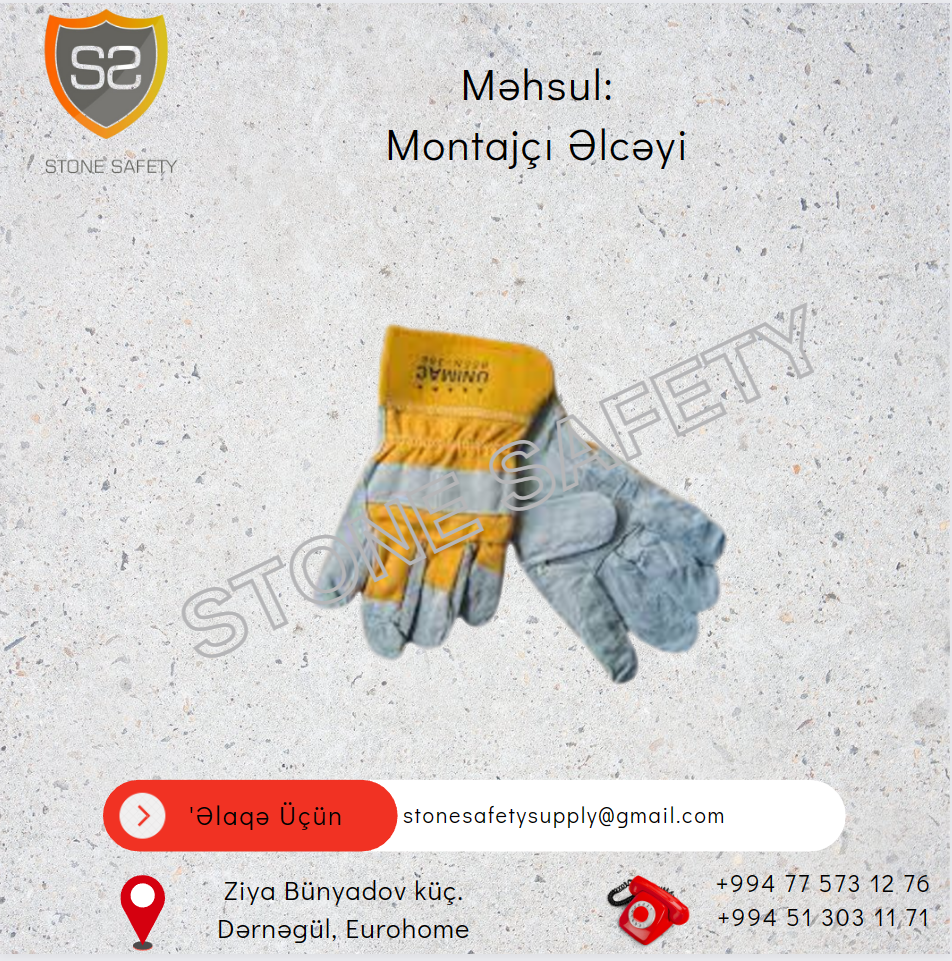 SS
STONE SAFETY
Məhsul:
Montajçı Əlcəyi
UNIMAC
STONE SAFETY
'Əlaqə Üçün
stonesafetysupply@gmail.com
Ziya Bünyadov küç.
Dərnəgül, Eurohome
+994 77 573 12 76
+994 51 303 11 71